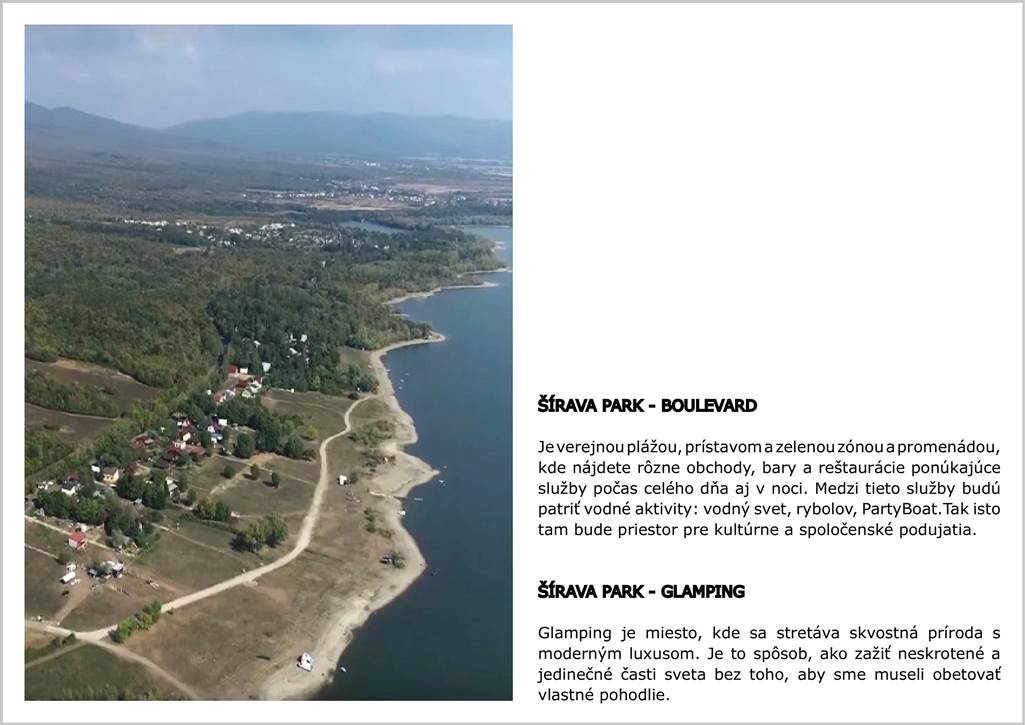 ŠÍRAVA PARK - BOULEVARD
Je verejnou plážou, prístavom a zelenou zónou a promenádou,
kde nájdete rôzne obchody, bary a reštaurácie ponúkajúce
služby počas celého dňa aj v noci. Medzi tieto služby budú
patriť vodné aktivity: vodný svet, rybolov, PartyBoat.Tak isto
tam bude priestor pre kultúrne a spoločenské podujatia.
ŠÍRAVA PARK - GLAMPING
Glamping je miesto, kde sa stretáva skvostná príroda s
moderným luxusom. Je to spôsob, ako zažiť neskrotené a
jedinečné časti sveta bez toho, aby sme museli obetovať
vlastné pohodlie.